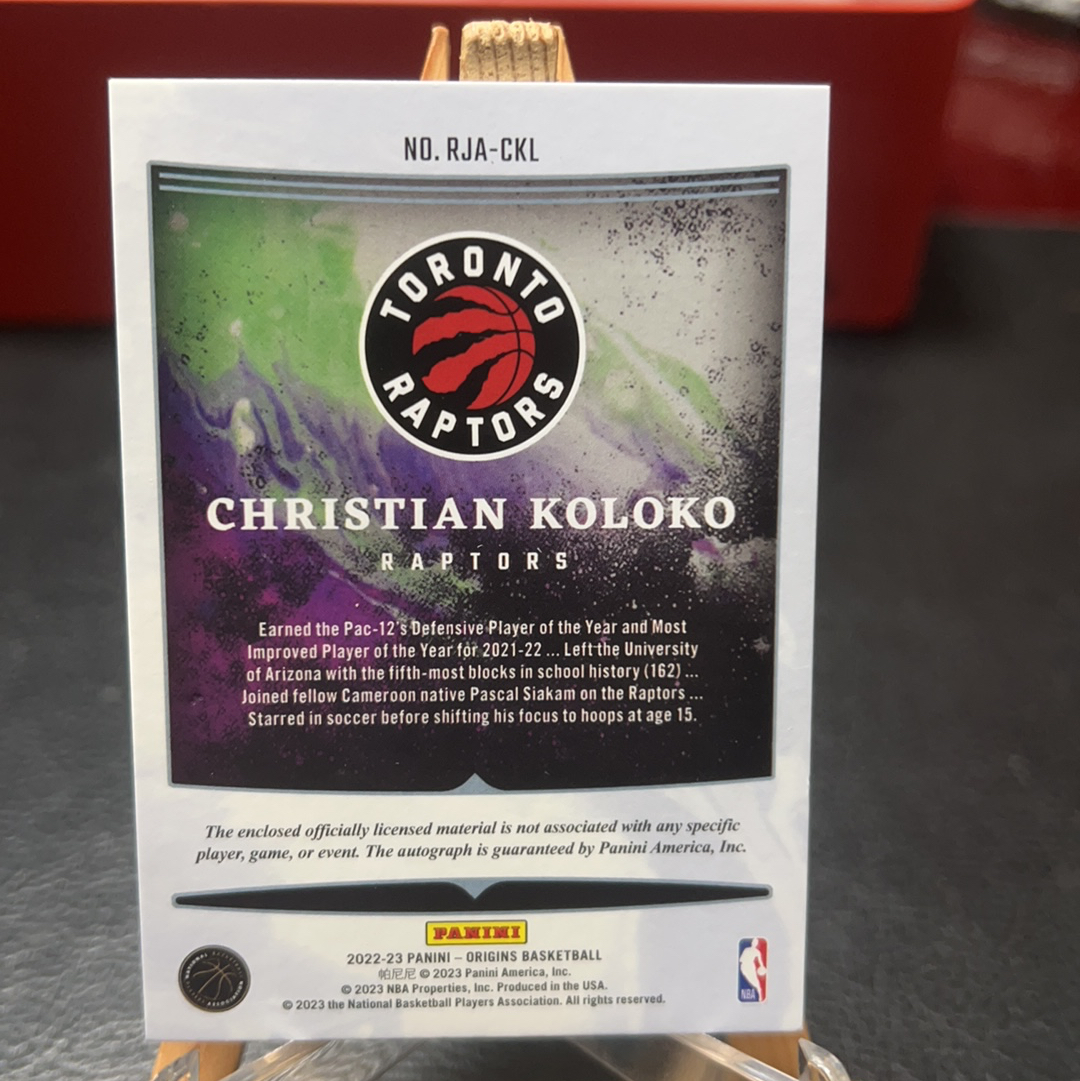 NO. RJA-CKL
TORONTO
RAPTORS
CHRISTIAN KOLOKO
RAPTORS
Earned the Pac-12's Defensive Player of the Year and Most
Improved Player of the Year for 2021-22 ... Left the University
of Arizona with the fifth-most blocks in school history (162) ...
Joined fellow Cameroon native Pascal Siakam on the Raptors ...
Starred in soccer before shifting his focus to hoops at age 15.
The enclosed officially licensed material is not associated with any specific
player, game, or event. The autograph is guaranteed by Panini America, Inc.
PANINI
2022-23 PANINI – ORIGINS BASKETBALL
帕尼尼 © 2023 Panini America, Inc.
© 2023 NBA Properties, Inc. Produced in the USA.
© 2023 the National Basketball Players Association. All rights reserved.
NATIONAL BASKETBALL
PLAYERS ASSOCIATION
NBA